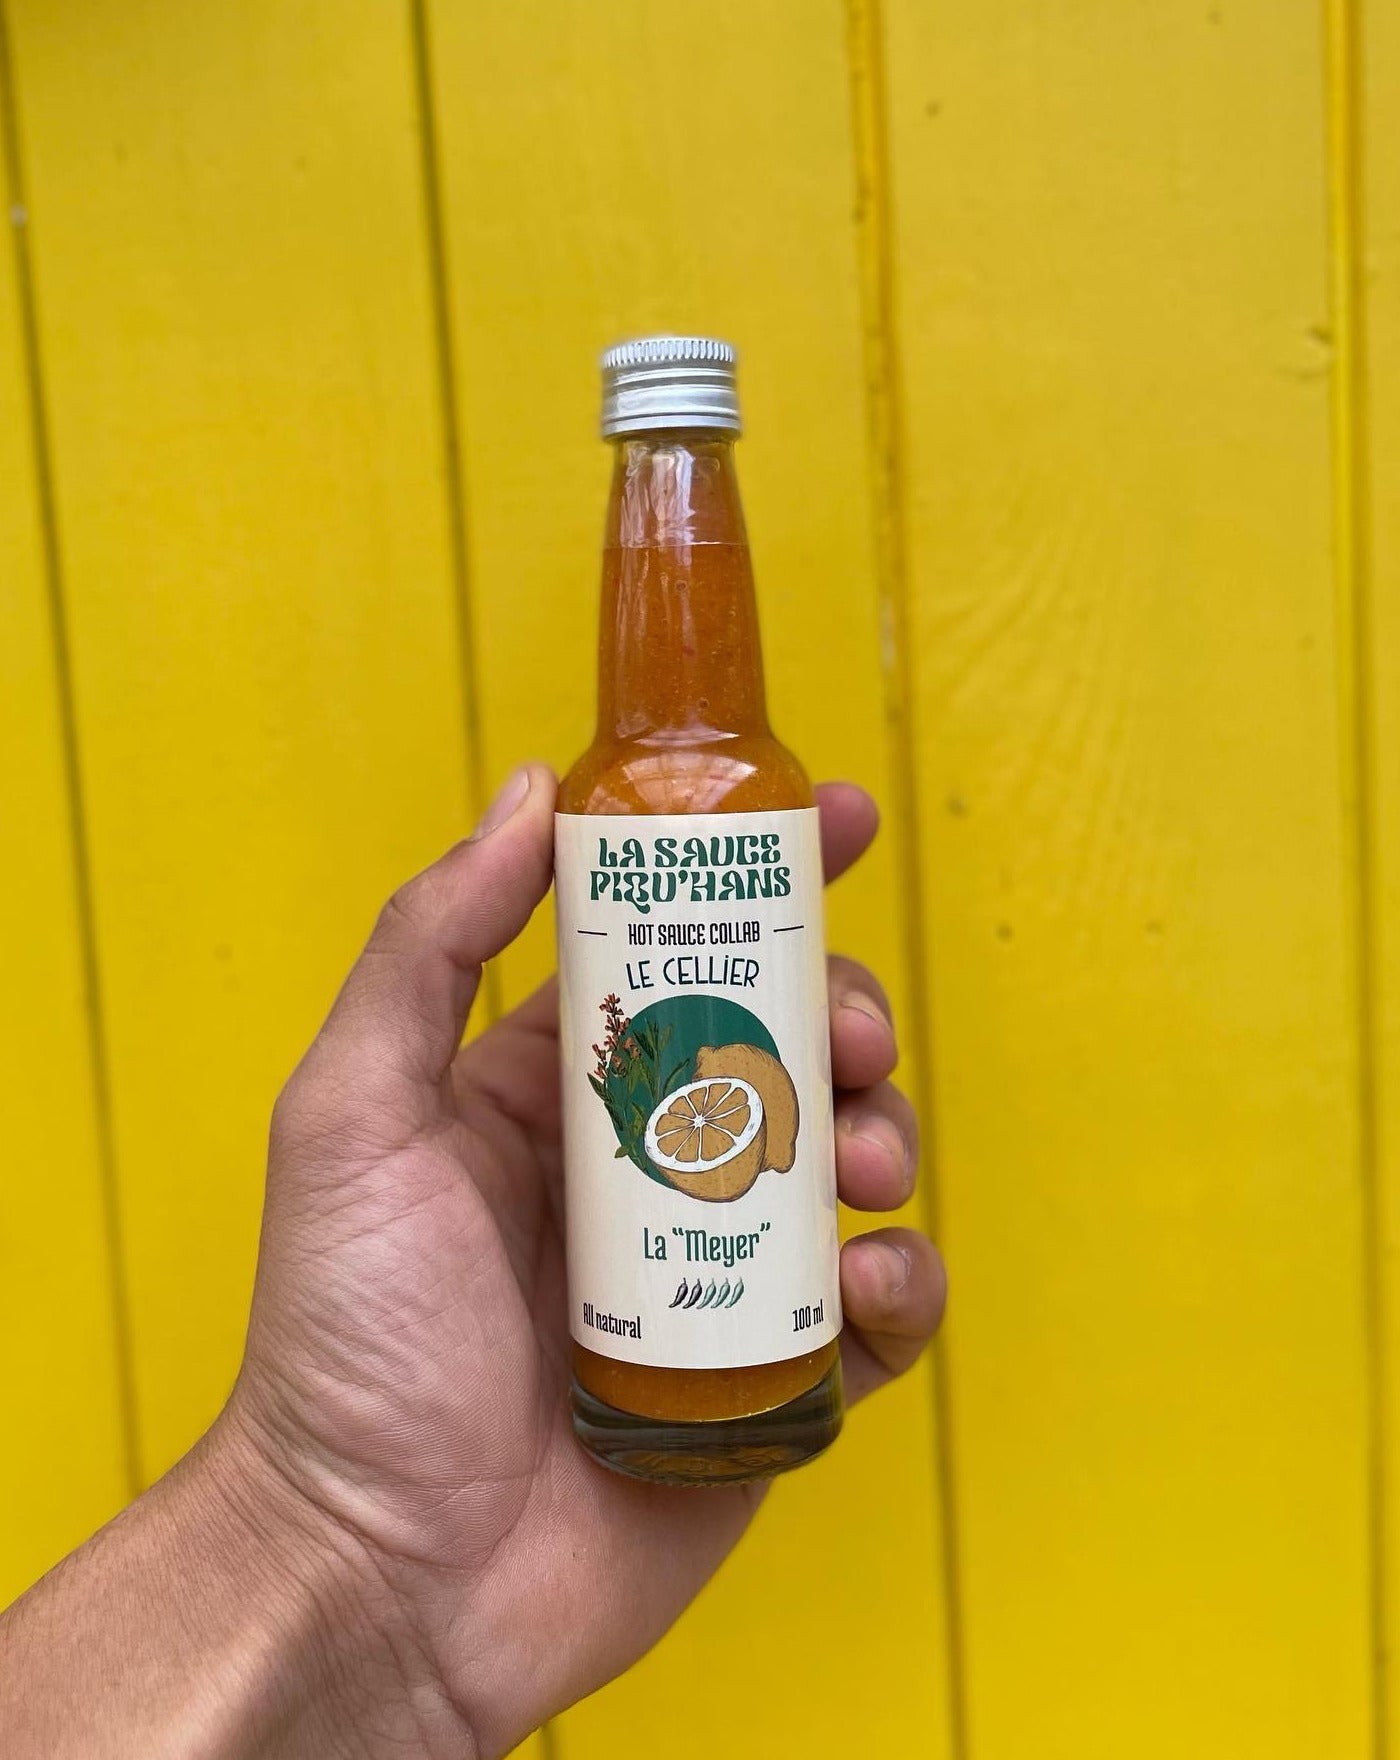 LA SAUCE
PIQU'HANS
HOT SAUCE COLLAB
LE CELLiER
La “Meyer”
All natural
100 ml